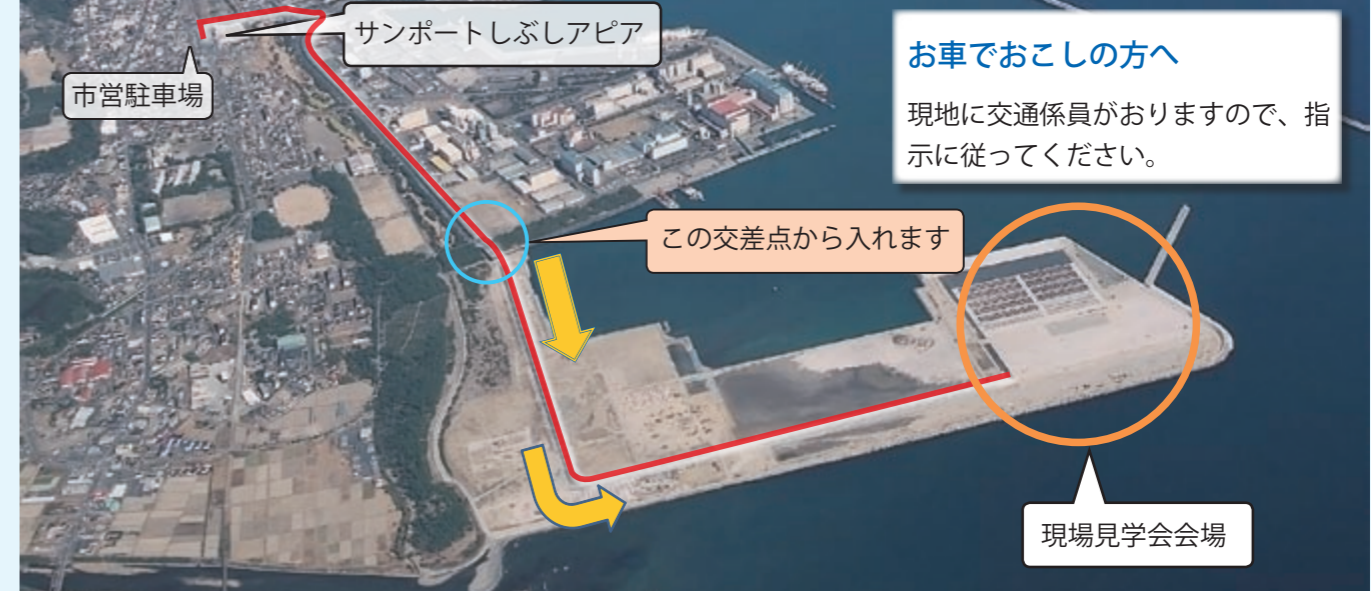 サンポートしぶしアピア
市営駐車場
お車でおこしの方へ
現地に交通係員がおりますので、指
示に従ってください。
この交差点から入れます
現場見学会会場